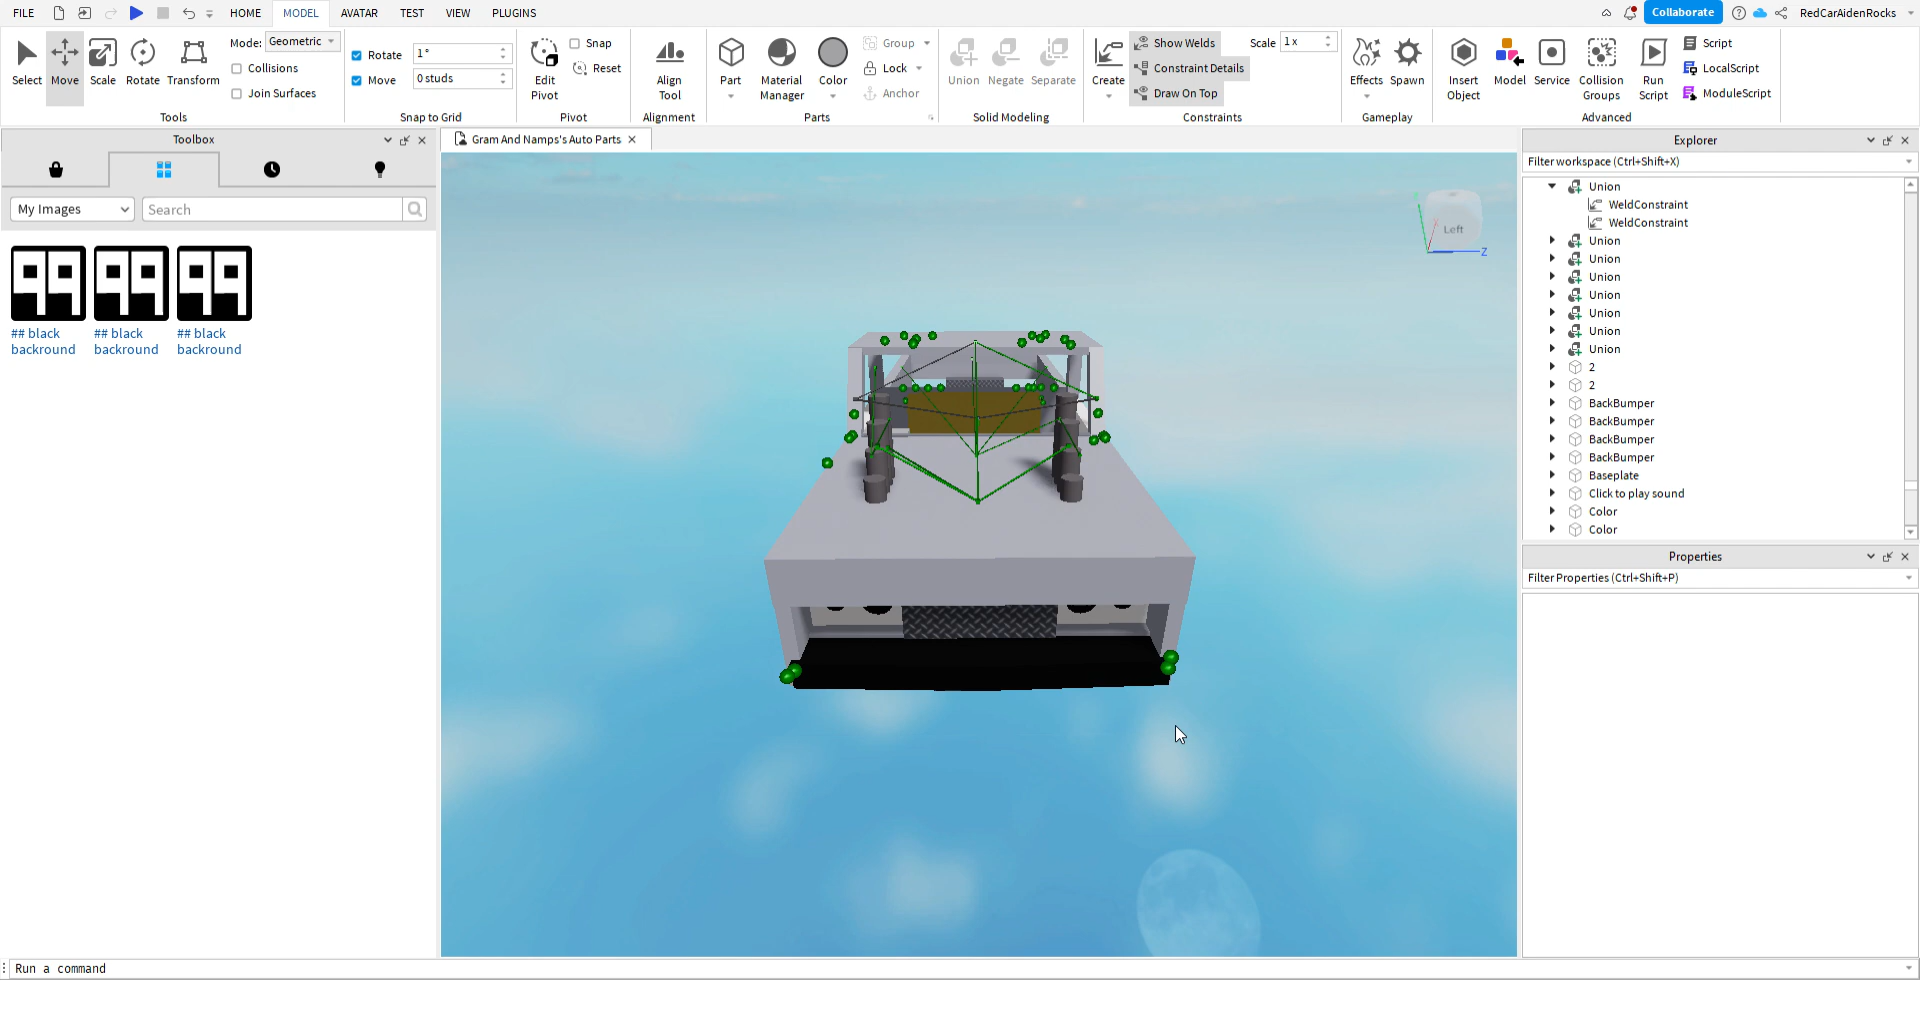 FILE HOME MODEL AVATAR TEST VIEW PLUGINS Collaborate RedCarAidenRocks
Select Move Scale Rotate Transform
Mode: Geometric
Collisions
Join Surfaces
Tools
Rotate 1°
Move 0 studs
Snap to Grid
Edit Pivot
Snap
Reset
Pivot
Align Tool
Alignment
Part
Material Manager
Color
Group
Lock
Anchor
Parts
Union Negate Separate
Solid Modeling
Create
Show Welds
Scale 1 x
Constraint Details
Draw On Top
Constraints
Effects Spawn
Gameplay
Insert Object
Model
Service
Collision Groups
Run Script
Script
LocalScript
ModuleScript
Advanced
Toolbox
My Images
Search
99 99 99
## black backround
## black backround
## black backround
Gram And Namps's Auto Parts
Left
Z
Explorer
Filter workspace (Ctrl+Shift+X)
Union
WeldConstraint
WeldConstraint
Union
Union
Union
Union
Union
Union
Union
2
2
BackBumper
BackBumper
BackBumper
BackBumper
Baseplate
Click to play sound
Color
Color
Properties
Filter Properties (Ctrl+Shift+P)
Run a command